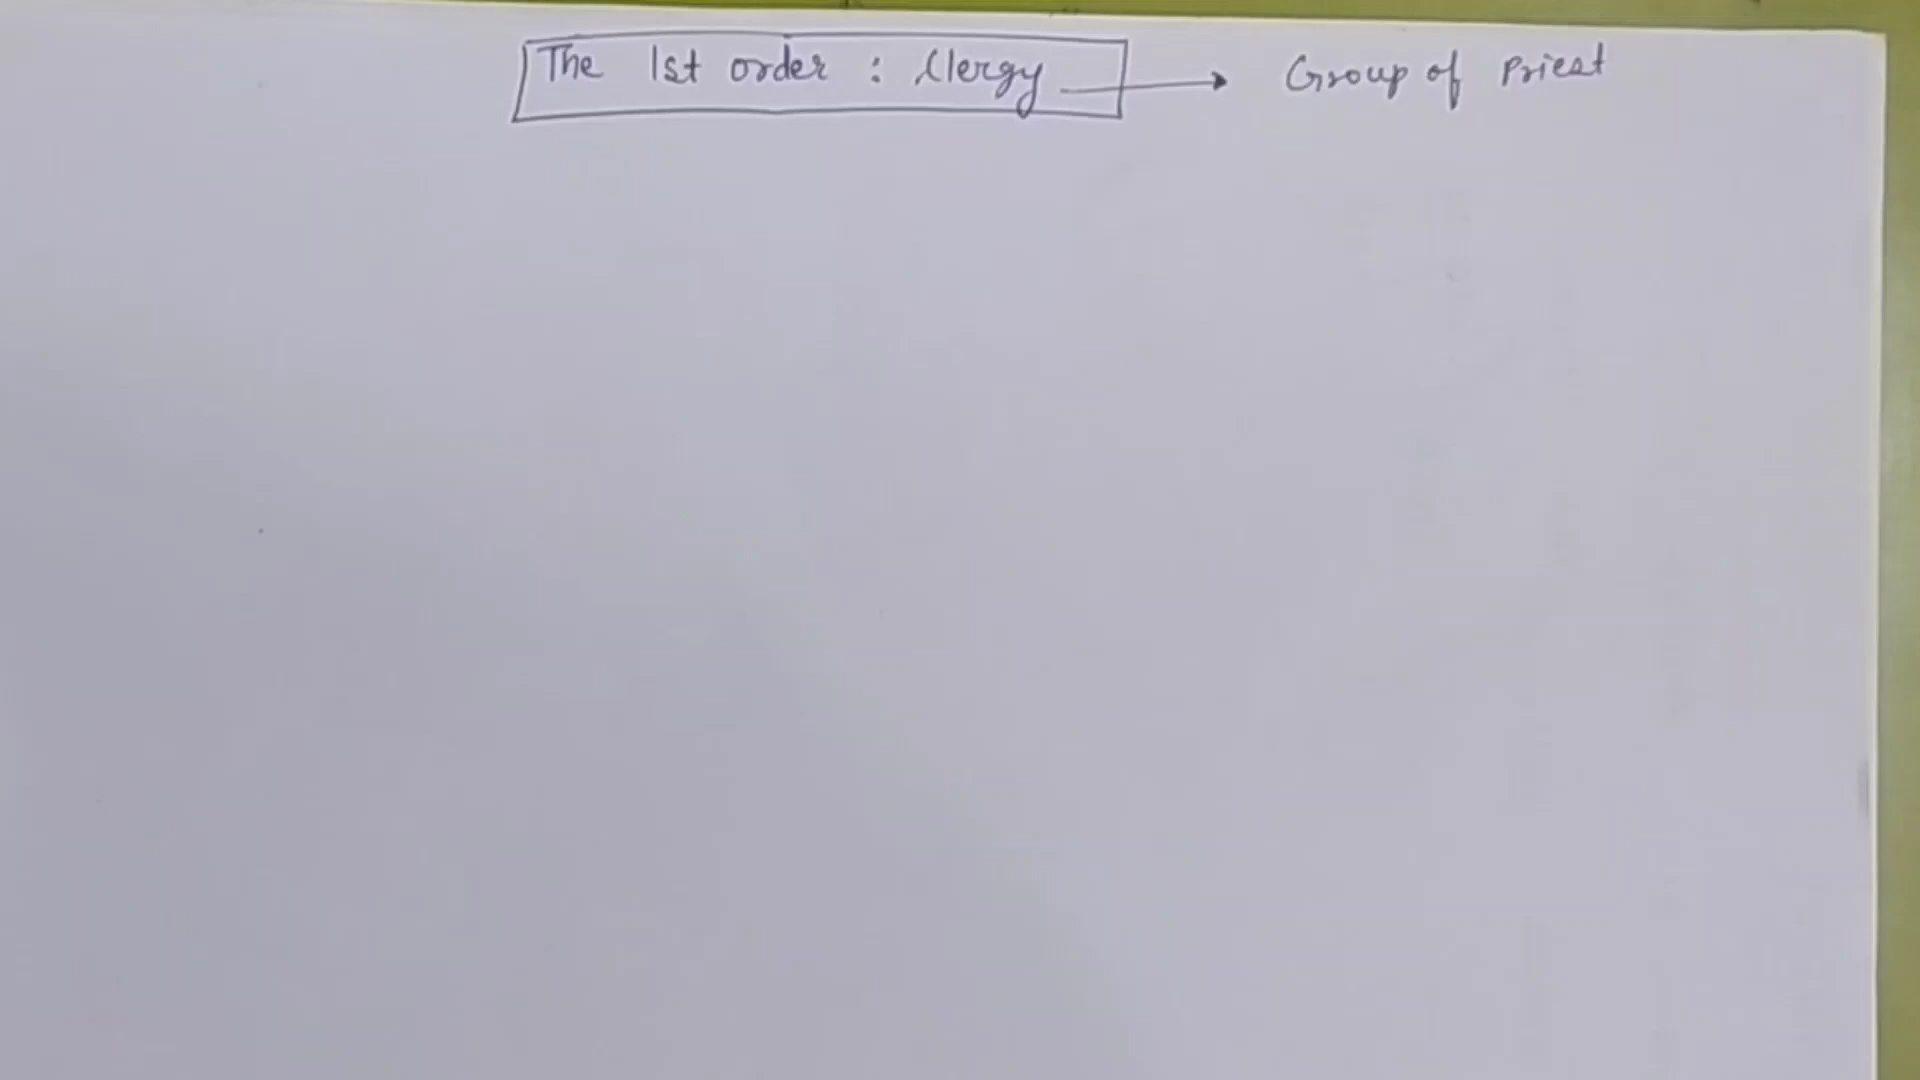 The 1st order : Clergy → Group of Priest